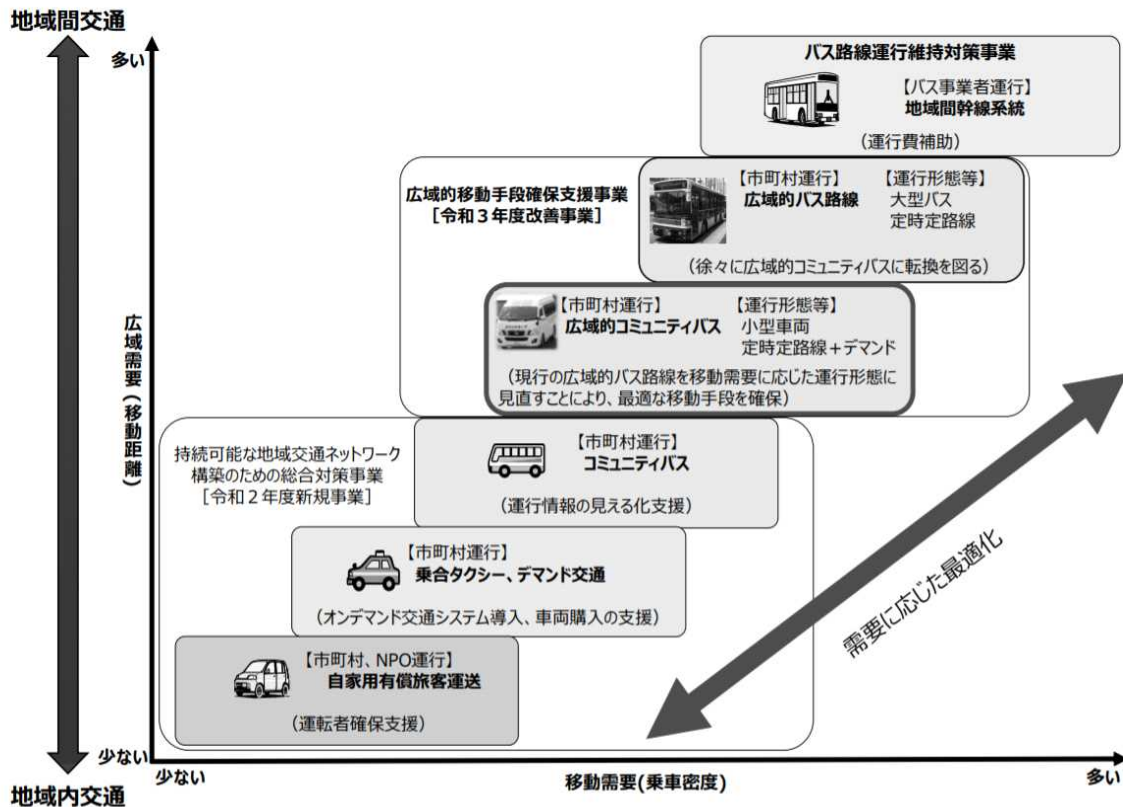 地域間交通
多い
バス路線運行維持対策事業
【バス事業者運行】
地域間幹線系統
（運行費補助）
広域的移動手段確保支援事業
［令和３年度改善事業］
【市町村運行】
広域的バス路線
【運行形態等】
大型バス
定時定路線
（徐々に広域的コミュニティバスに転換を図る）
【市町村運行】
広域的コミュニティバス
【運行形態等】
小型車両
定時定路線＋デマンド
（現行の広域的バス路線を移動需要に応じた運行形態に
見直すことにより、最適な移動手段を確保）
広域需要（移動距離）
持続可能な地域交通ネットワーク
構築のための総合対策事業
［令和２年度新規事業］
【市町村運行】
コミュニティバス
（運行情報の見える化支援）
【市町村運行】
乗合タクシー、デマンド交通
（オンデマンド交通システム導入、車両購入の支援）
需要に応じた最適化
【市町村、NPO運行】
自家用有償旅客運送
（運転者確保支援）
少ない
少ない
移動需要(乗車密度)
多い
地域内交通